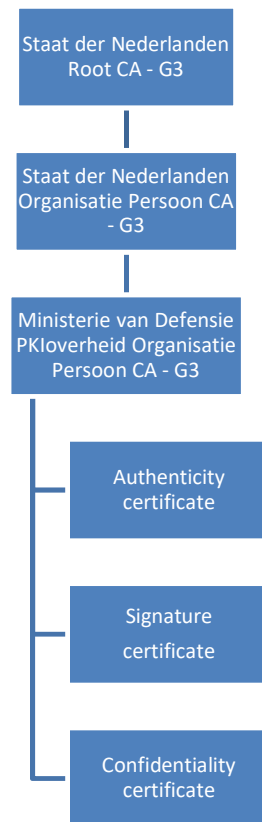 Staat der Nederlanden
Root CA - G3
Staat der Nederlanden
Organisatie Persoon CA
- G3
Ministerie van Defensie
PKIoverheid Organisatie
Persoon CA - G3
Authenticity
certificate
Signature
certificate
Confidentiality
certificate